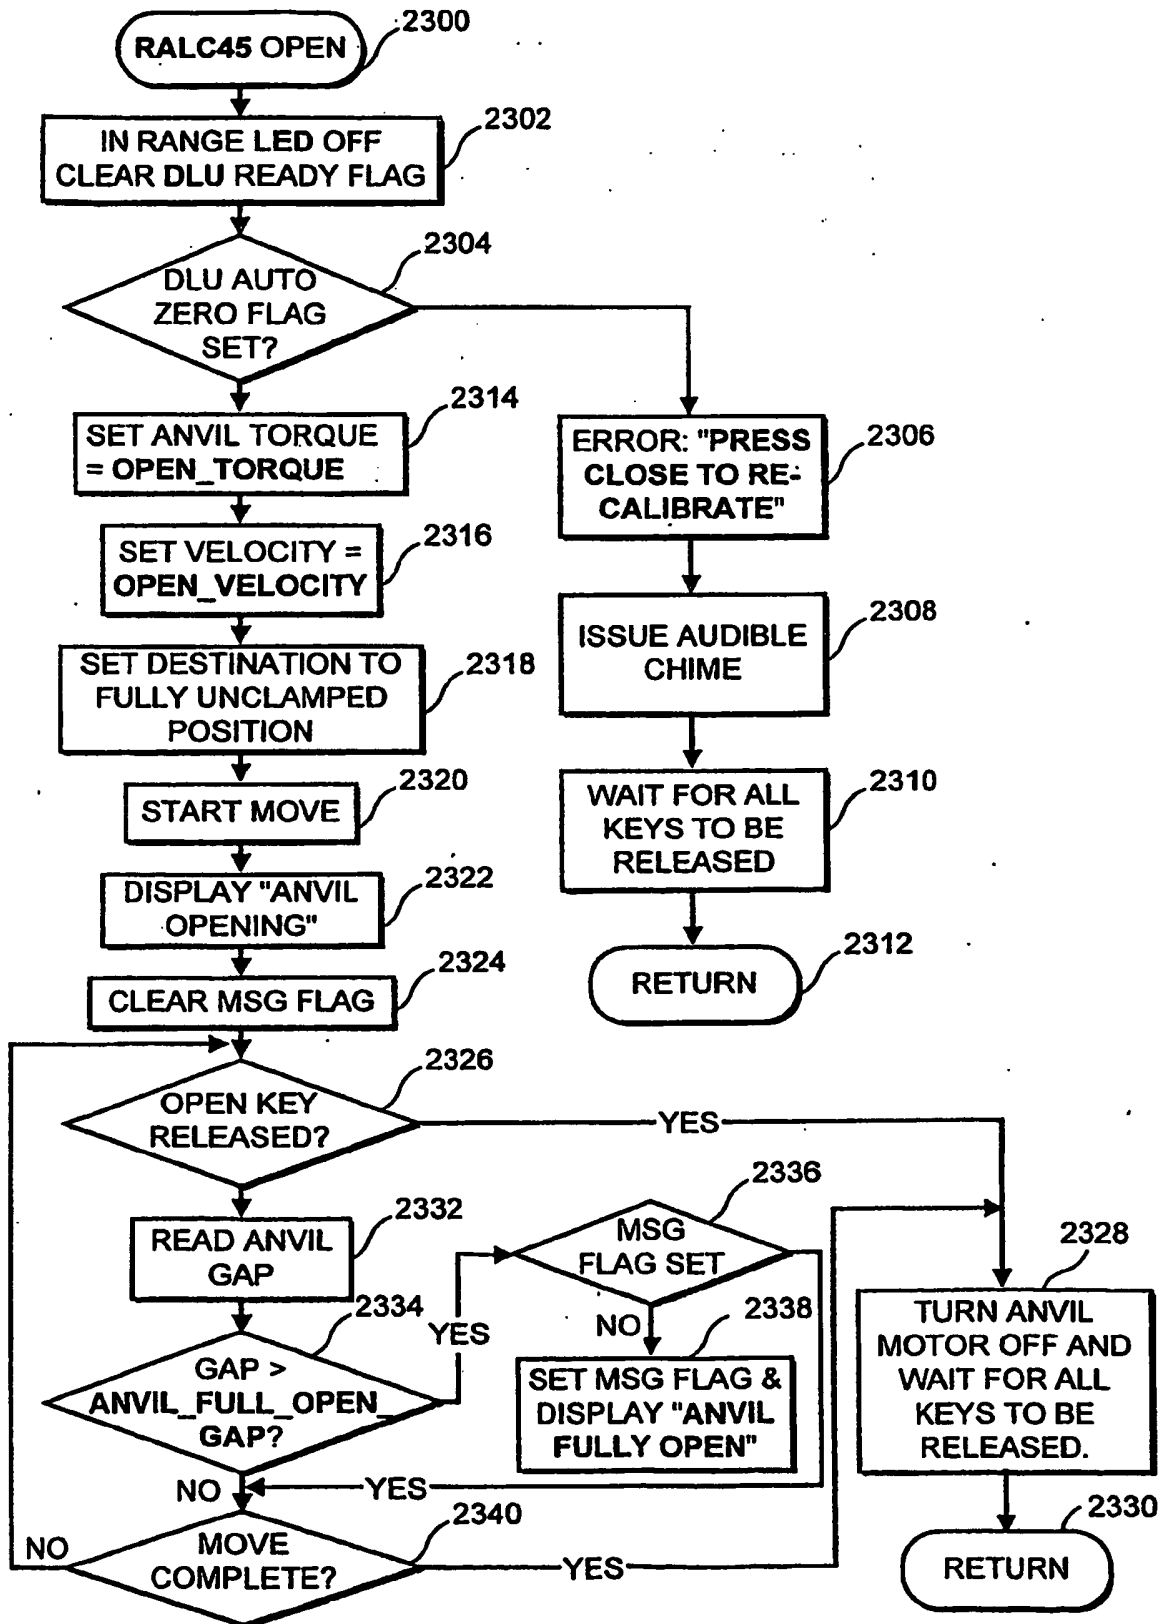 2300
RALC45 OPEN
2302
IN RANGE LED OFF
CLEAR DLU READY FLAG
2304
DLU AUTO
ZERO FLAG
SET?
2314
SET ANVIL TORQUE
= OPEN_TORQUE
2306
ERROR: "PRESS
CLOSE TO RE-
CALIBRATE"
2316
SET VELOCITY =
OPEN_VELOCITY
2308
ISSUE AUDIBLE
CHIME
2318
SET DESTINATION TO
FULLY UNCLAMPED
POSITION
2320
START MOVE
2310
WAIT FOR ALL
KEYS TO BE
RELEASED
2322
DISPLAY "ANVIL
OPENING"
2312
RETURN
2324
CLEAR MSG FLAG
2326
OPEN KEY
RELEASED?
YES
2332
READ ANVIL
GAP
2336
MSG
FLAG SET
2328
TURN ANVIL
MOTOR OFF AND
WAIT FOR ALL
KEYS TO BE
RELEASED.
2334
GAP >
ANVIL_FULL_OPEN_
GAP?
YES
NO
2338
SET MSG FLAG &
DISPLAY "ANVIL
FULLY OPEN"
NO
YES
2340
MOVE
COMPLETE?
NO
YES
2330
RETURN